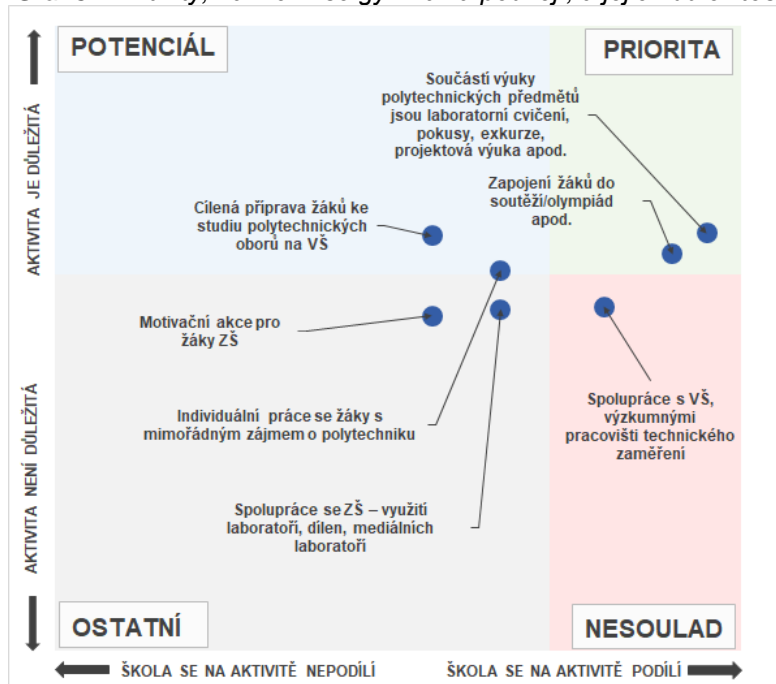 POTENCIÁL
PRIORITA
Součástí výuky
polytechnických předmětů
jsou laboratorní cvičení,
pokusy, exkurze,
projektová výuka apod.
Zapojení žáků do
soutěží/olympiád
apod.
Cílená příprava žáků ke
studiu polytechnických
oborů na VŠ
Motivační akce pro
žáky ZŠ
Individuální práce se žáky s
mimořádným zájmem o polytechniku
Spolupráce s VŠ,
výzkumnými
pracovišti technického
zaměření
Spolupráce se ZŠ – využití
laboratoří, dílen, mediálních
laboratoří
OSTATNÍ
NESOULAD
AKTIVITA JE DŮLEŽITÁ
AKTIVITA NENÍ DŮLEŽITÁ
ŠKOLA SE NA AKTIVITĚ NEPODÍLÍ
ŠKOLA SE NA AKTIVITĚ PODÍLÍ